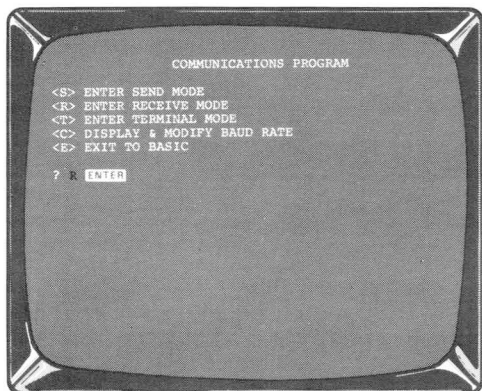 COMMUNICATIONS PROGRAM
<S> ENTER SEND MODE
<R> ENTER RECEIVE MODE
<T> ENTER TERMINAL MODE
<C> DISPLAY & MODIFY BAUD RATE
<E> EXIT TO BASIC
? R ENTER